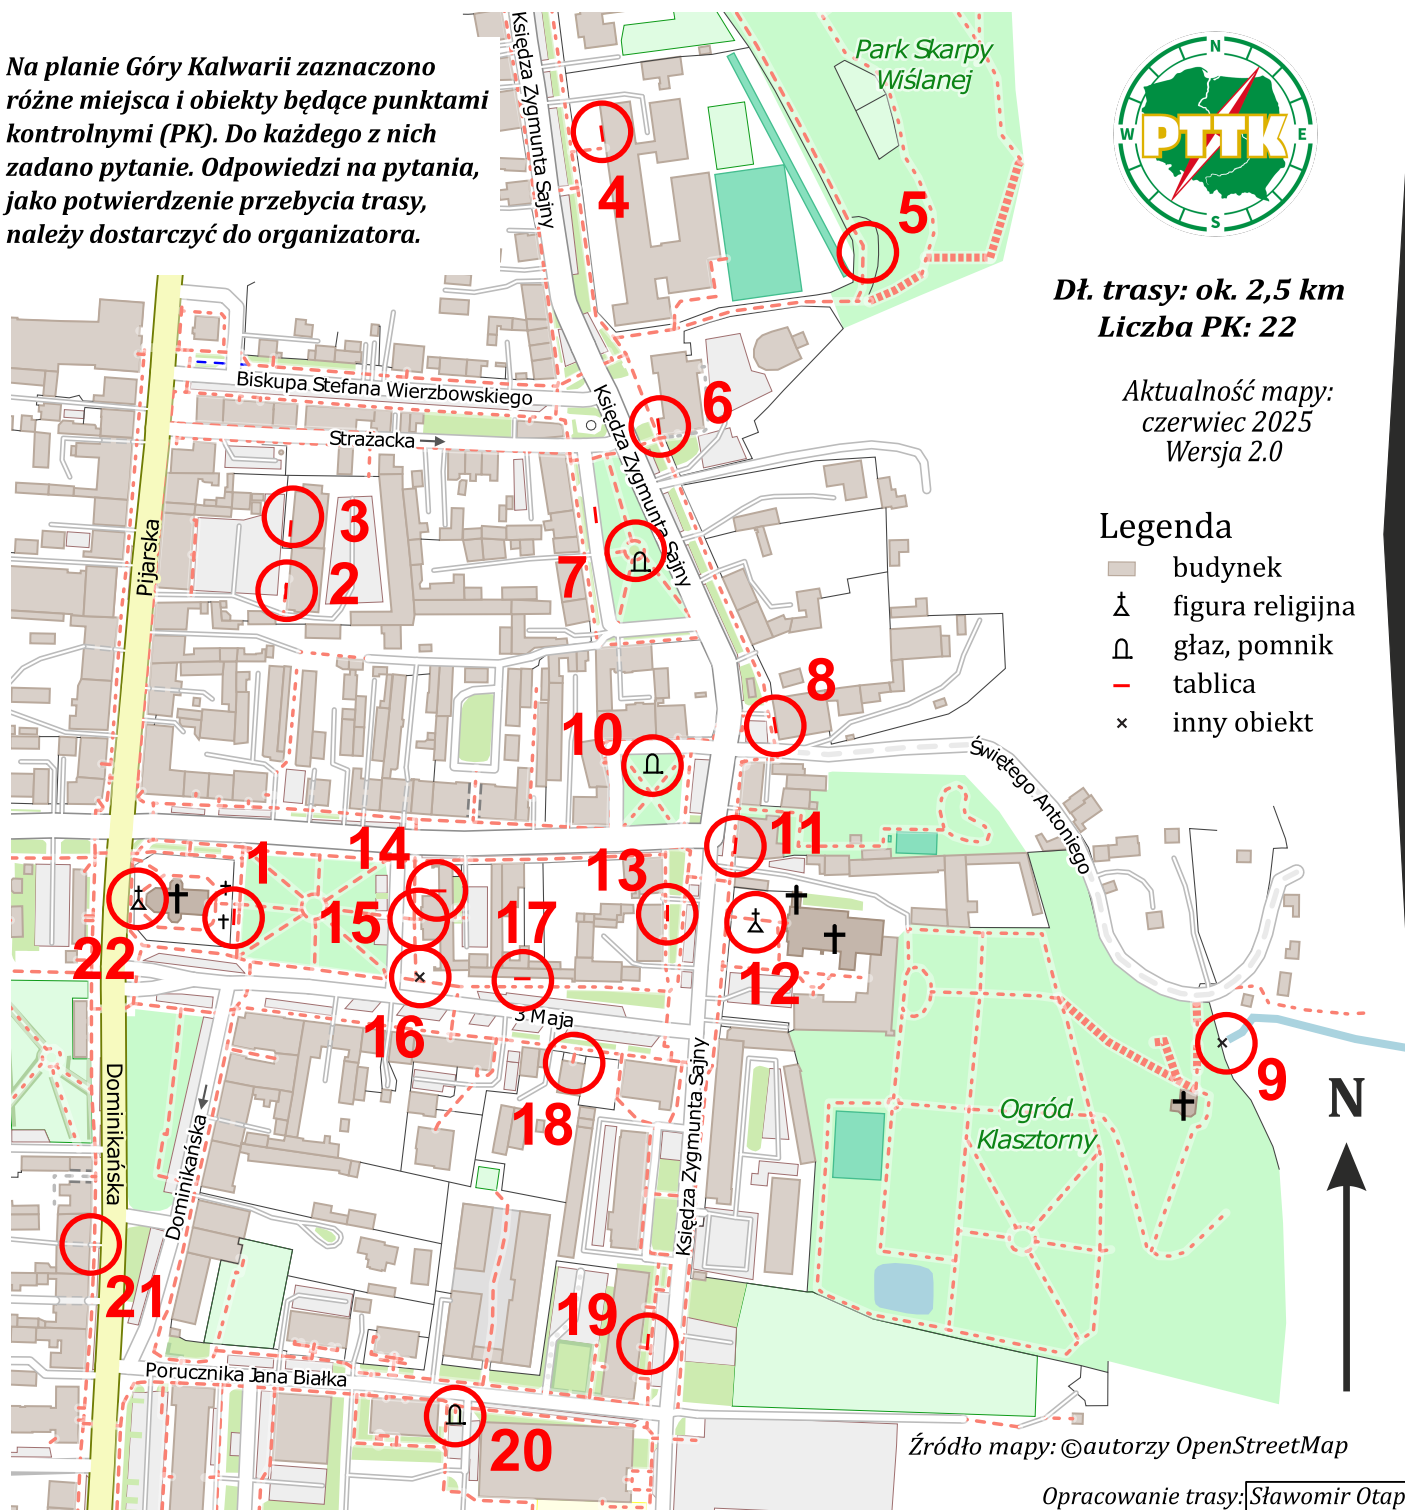 Na planie Góry Kalwarii zaznaczono
różne miejsca i obiekty będące punktami
kontrolnymi (PK). Do każdego z nich
zadano pytanie. Odpowiedzi na pytania,
jako potwierdzenie przebycia trasy,
należy dostarczyć do organizatora.
Księdza Zygmunta Sajny
Park Skarpy
Wiślanej
N
W PTTK E
S
4
5
Dł. trasy: ok. 2,5 km
Liczba PK: 22
Aktualność mapy:
czerwiec 2025
Wersja 2.0
Biskupa Stefana Wierzbowskiego
Strażacka
Księdza Zygmunta Sajny
6
Pijarska
3
2
7
Legenda
budynek
figura religijna
głaz, pomnik
tablica
inny obiekt
8
10
Świętego Antoniego
1
14
11
13
15
17
22
12
16
3 Maja
18
9
Ogród
Klasztorny
N
Dominikańska
Dominikańska
Księdza Zygmunta Sajny
21
19
Porucznika Jana Białka
20
Źródło mapy: ©autorzy OpenStreetMap
Opracowanie trasy: Sławomir Otap